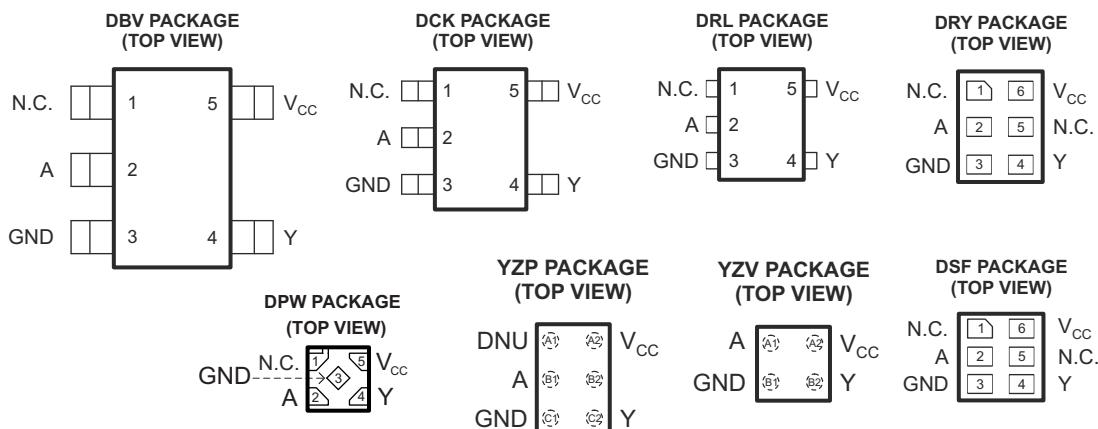 DBV PACKAGE
(TOP VIEW)
N.C. 1 5 VCC
A 2
GND 3 4 Y
DCK PACKAGE
(TOP VIEW)
N.C. 1 5 VCC
A 2
GND 3 4 Y
DRL PACKAGE
(TOP VIEW)
N.C. 1 5 VCC
A 2
GND 3 4 Y
DRY PACKAGE
(TOP VIEW)
N.C. 1 6 VCC
A 2 5 N.C.
GND 3 4 Y
DPW PACKAGE
(TOP VIEW)
N.C. 1 5 VCC
GND 3
A 2 4 Y
YZP PACKAGE
(TOP VIEW)
DNU A1 A2 VCC
A B1 B2
GND C1 C2 Y
YZV PACKAGE
(TOP VIEW)
A A1 A2 VCC
GND B1 B2 Y
DSF PACKAGE
(TOP VIEW)
N.C. 1 6 VCC
A 2 5 N.C.
GND 3 4 Y